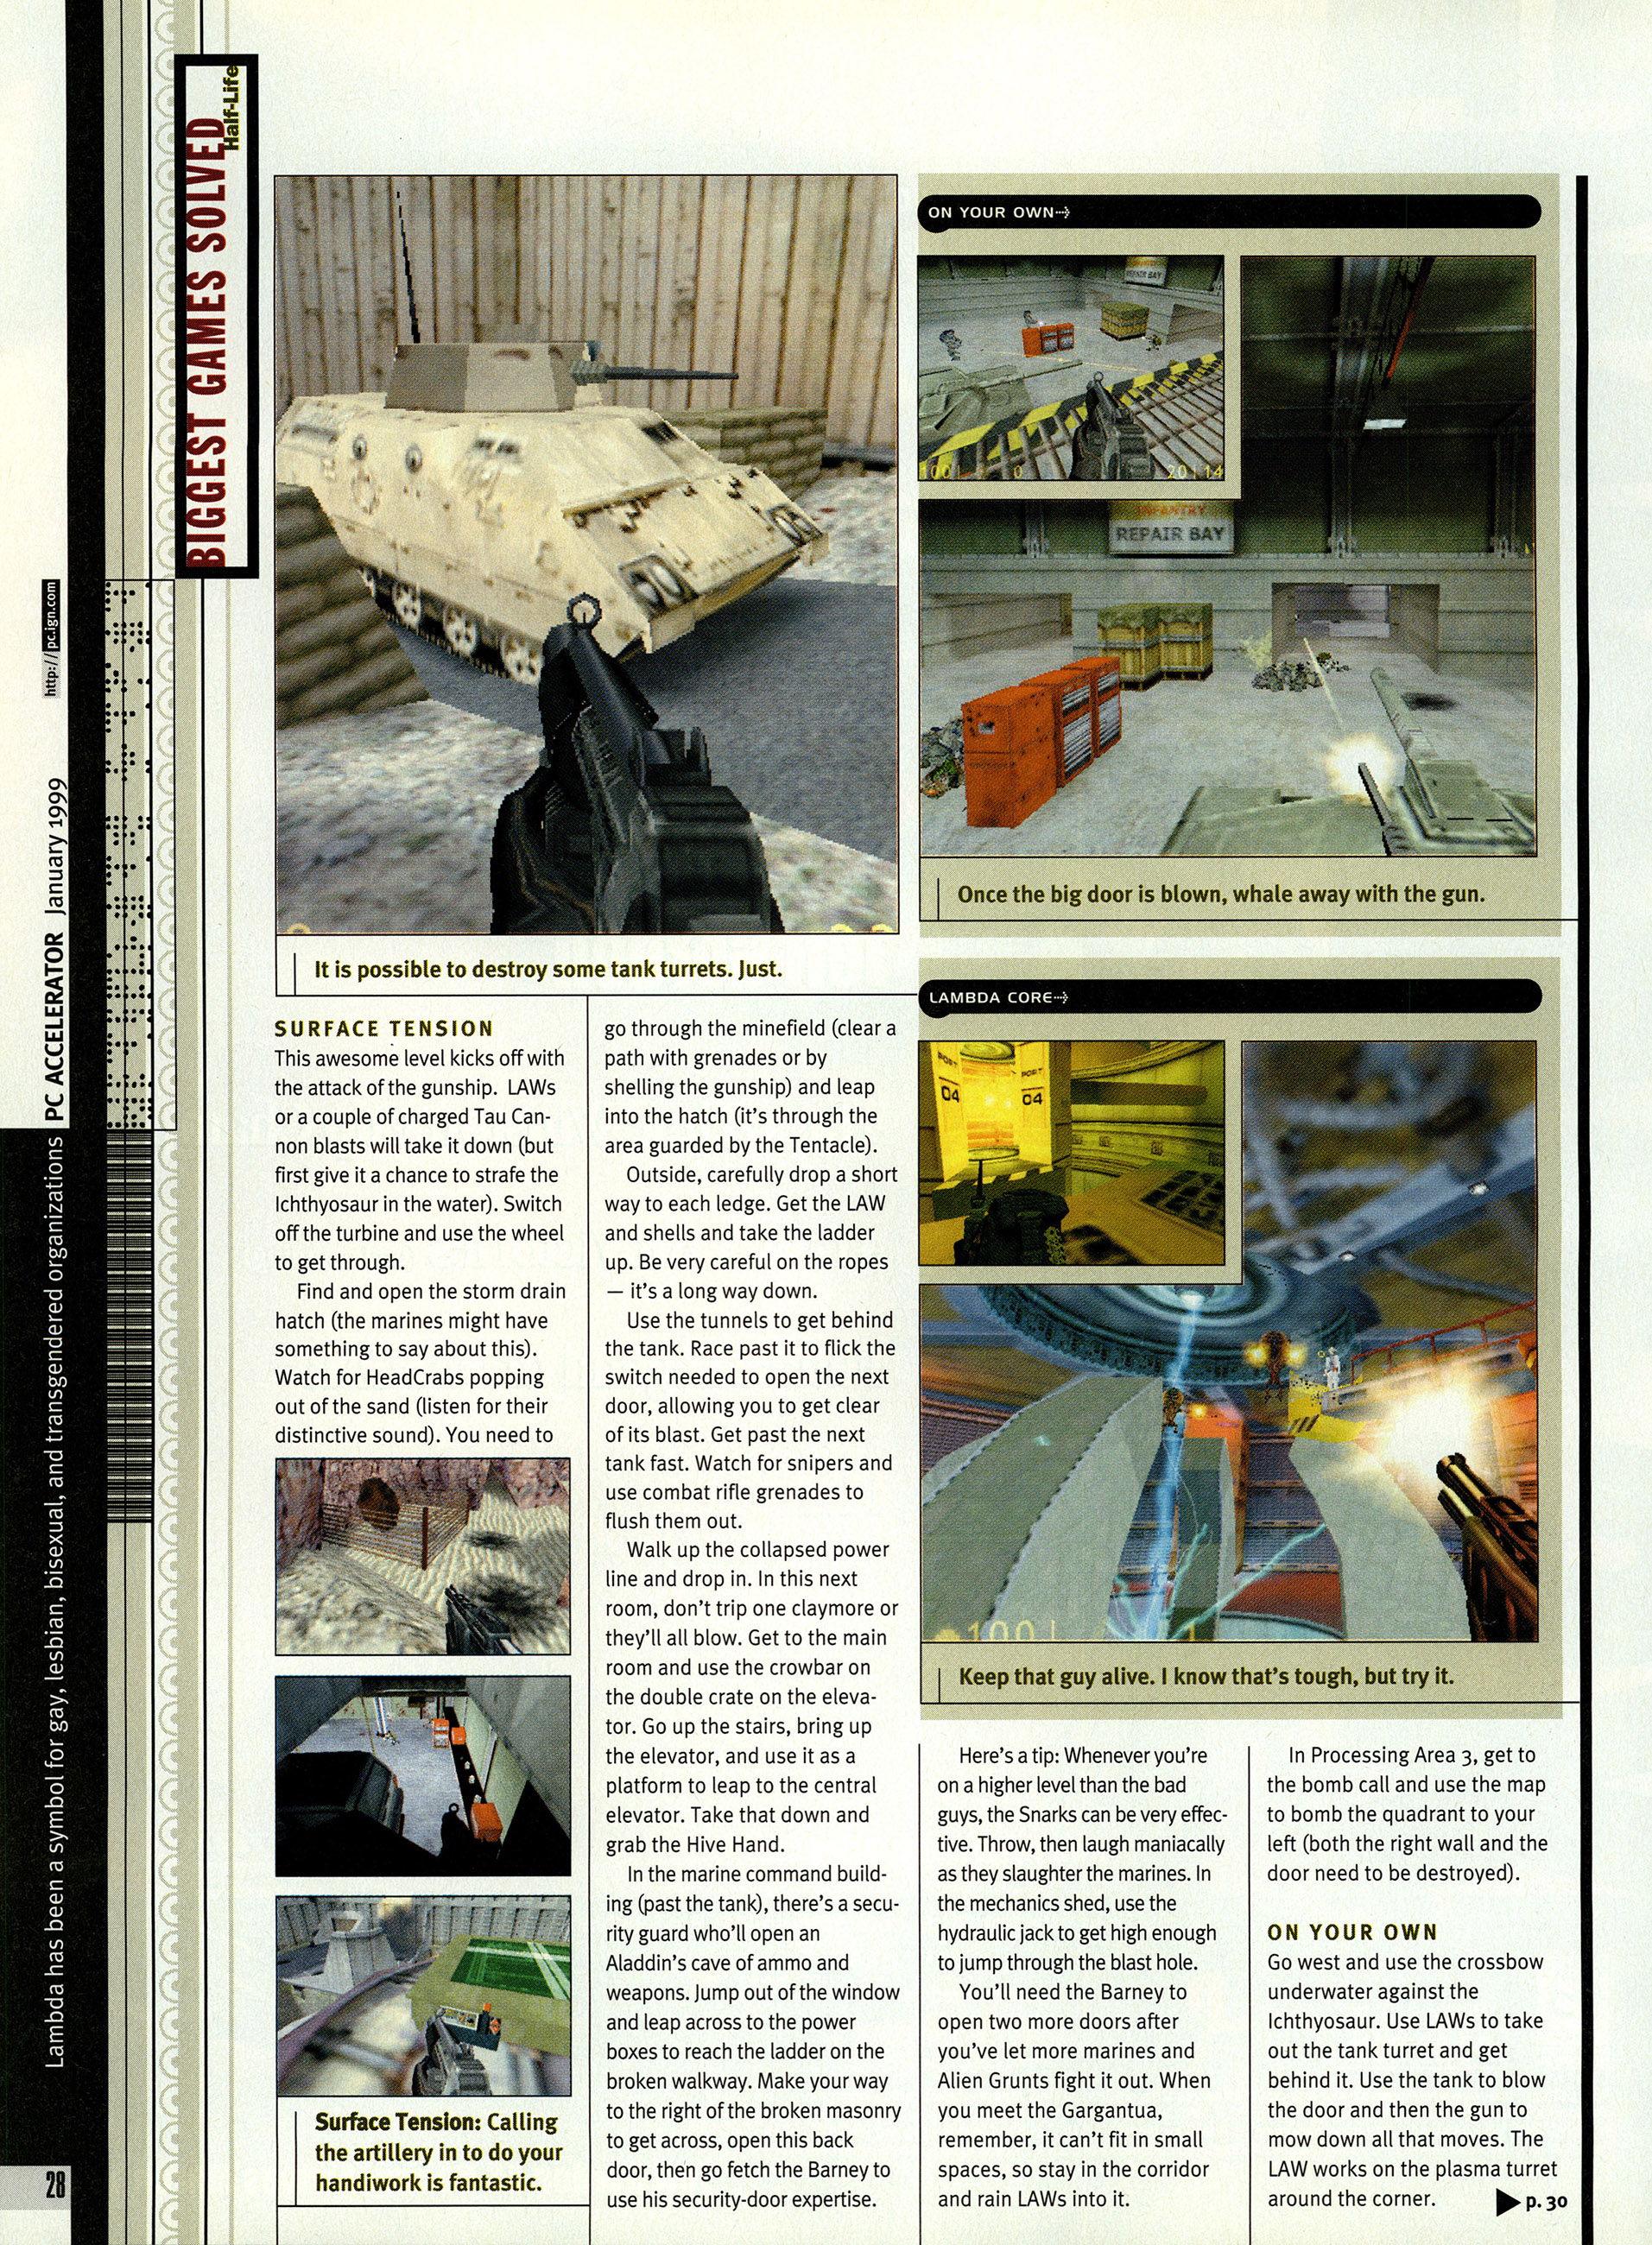 BIGGEST GAMES SOLVED
Half-Life
http://pc.ign.com
PC ACCELERATOR January 1999
Lambda has been a symbol for gay, lesbian, bisexual, and transgendered organizations
28
It is possible to destroy some tank turrets. Just.
SURFACE TENSION
This awesome level kicks off with
the attack of the gunship. LAWs
or a couple of charged Tau Can-
non blasts will take it down (but
first give it a chance to strafe the
Ichthyosaur in the water). Switch
off the turbine and use the wheel
to get through.
Find and open the storm drain
hatch (the marines might have
something to say about this).
Watch for HeadCrabs popping
out of the sand (listen for their
distinctive sound). You need to
Surface Tension: Calling
the artillery in to do your
handiwork is fantastic.
go through the minefield (clear a
path with grenades or by
shelling the gunship) and leap
into the hatch (it's through the
area guarded by the Tentacle).
Outside, carefully drop a short
way to each ledge. Get the LAW
and shells and take the ladder
up. Be very careful on the ropes
— it's a long way down.
Use the tunnels to get behind
the tank. Race past it to flick the
switch needed to open the next
door, allowing you to get clear
of its blast. Get past the next
tank fast. Watch for snipers and
use combat rifle grenades to
flush them out.
Walk up the collapsed power
line and drop in. In this next
room, don't trip one claymore or
they'll all blow. Get to the main
room and use the crowbar on
the double crate on the eleva-
tor. Go up the stairs, bring up
the elevator, and use it as a
platform to leap to the central
elevator. Take that down and
grab the Hive Hand.
In the marine command build-
ing (past the tank), there's a secu-
rity guard who'll open an
Aladdin's cave of ammo and
weapons. Jump out of the window
and leap across to the power
boxes to reach the ladder on the
broken walkway. Make your way
to the right of the broken masonry
to get across, open this back
door, then go fetch the Barney to
use his security-door expertise.
ON YOUR OWN
REPAIR BAY
100
0
20|14
INFANTRY
REPAIR BAY
Once the big door is blown, whale away with the gun.
LAMBDA CORE
PORT
04
PORT
04
100|
Keep that guy alive. I know that's tough, but try it.
Here's a tip: Whenever you're
on a higher level than the bad
guys, the Snarks can be very effec-
tive. Throw, then laugh maniacally
as they slaughter the marines. In
the mechanics shed, use the
hydraulic jack to get high enough
to jump through the blast hole.
You'll need the Barney to
open two more doors after
you've let more marines and
Alien Grunts fight it out. When
you meet the Gargantua,
remember, it can't fit in small
spaces, so stay in the corridor
and rain LAWs into it.
In Processing Area 3, get to
the bomb call and use the map
to bomb the quadrant to your
left (both the right wall and the
door need to be destroyed).
ON YOUR OWN
Go west and use the crossbow
underwater against the
Ichthyosaur. Use LAWs to take
out the tank turret and get
behind it. Use the tank to blow
the door and then the gun to
mow down all that moves. The
LAW works on the plasma turret
around the corner.
p. 30